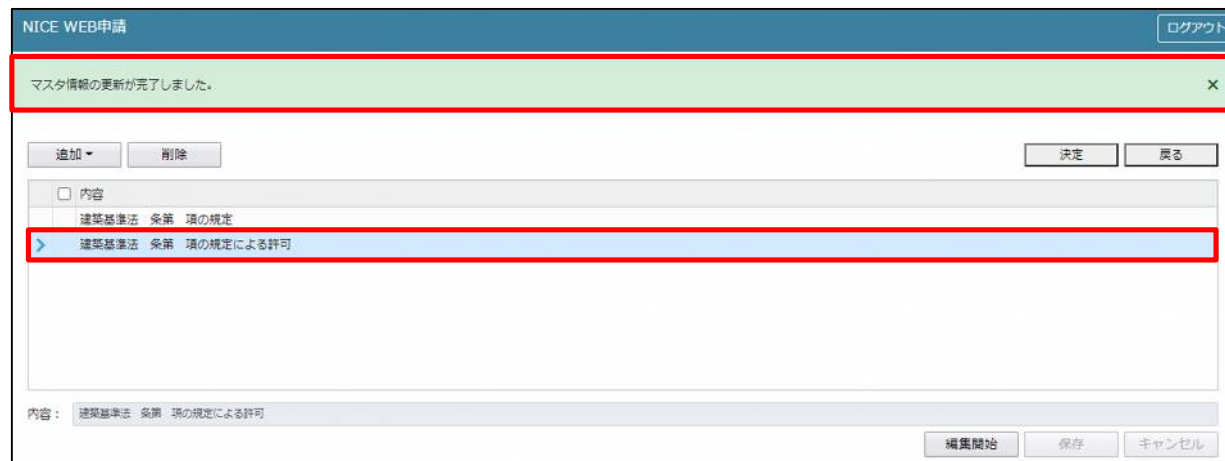 NICE WEB申請 ログアウト
マスタ情報の更新が完了しました。 ×
追加 削除 決定 戻る
内容
建築基準法 条第 項の規定
建築基準法 条第 項の規定による許可
内容: 建築基準法 条第 項の規定による許可
編集開始 保存 キャンセル